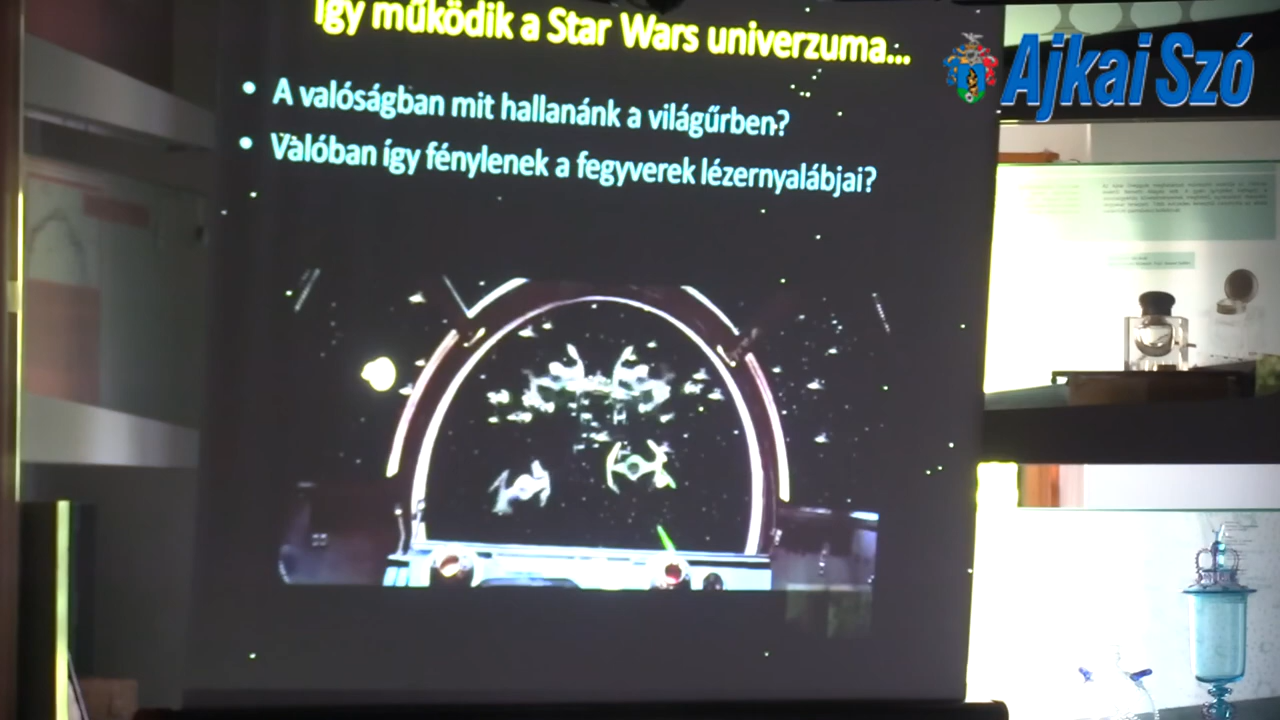 Így működik a Star Wars univerzuma...
Ajkai Szó
• A valóságban mit hallanánk a világűrben?
• Valóban így fénylenek a fegyverek lézernyalábjai?